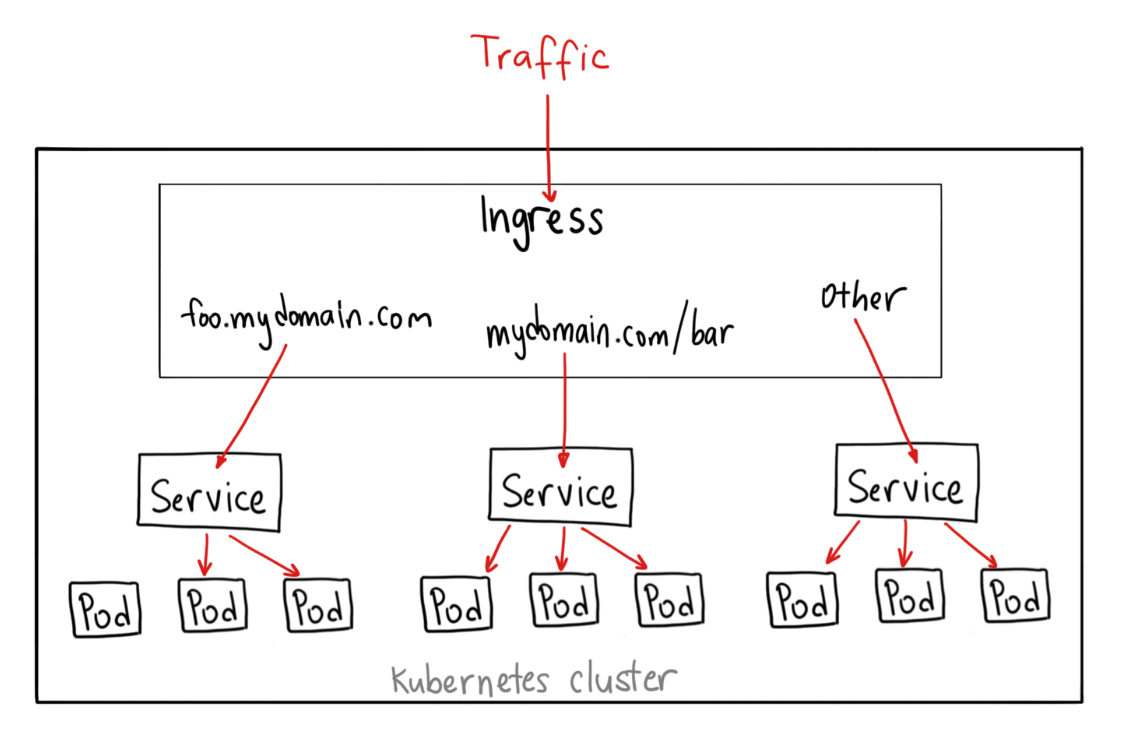 Traffic
Ingress
foo.mydomain.com
mydomain.com/bar
other
Service
Service
Service
Pod
Pod
Pod
Pod
Pod
Pod
Pod
Pod
Pod
Kubernetes cluster